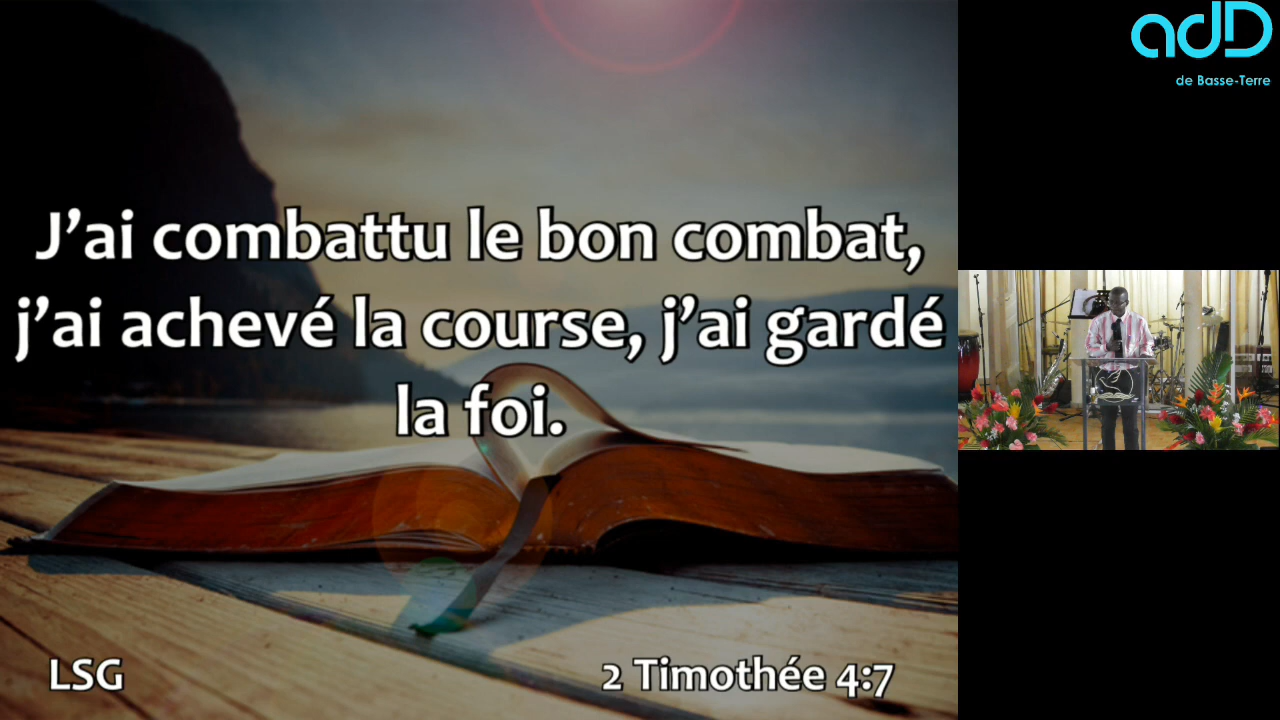 J’ai combattu le bon combat,
j’ai achevé la course, j’ai gardé
la foi.
LSG
2 Timothée 4:7
adD
de Basse-Terre